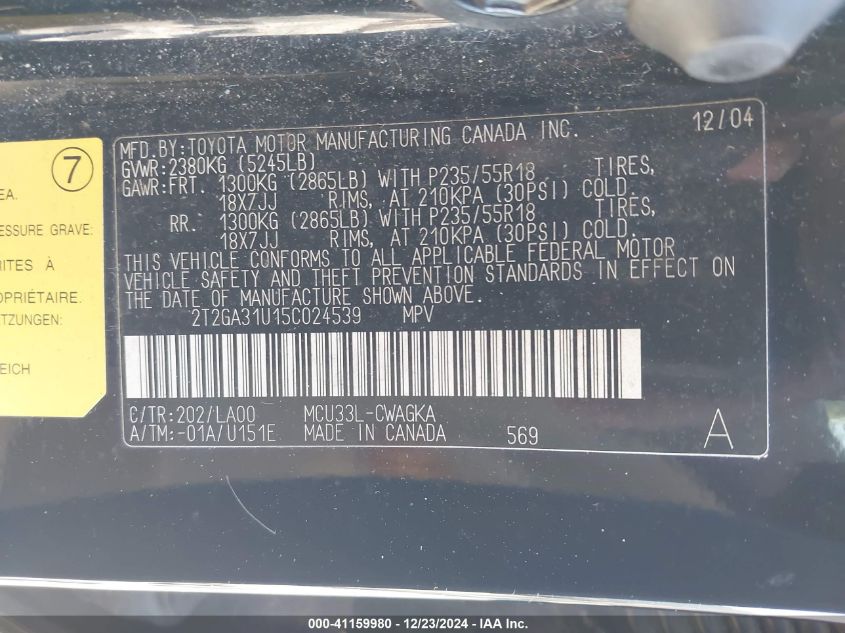 7
EA.
ESSURE GRAVE:
RITES À
OPRIÉTAIRE.
TZUNGEN:
EICH
MFD.BY:TOYOTA MOTOR MANUFACTURING CANADA INC. 12/04
GVWR:2380KG (5245LB)
GAWR:FRT. 1300KG (2865LB) WITH P235/55R18 TIRES,
18X7JJ RIMS, AT 210KPA (30PSI) COLD.
RR. 1300KG (2865LB) WITH P235/55R18 TIRES,
18X7JJ RIMS, AT 210KPA (30PSI) COLD.
THIS VEHICLE CONFORMS TO ALL APPLICABLE FEDERAL MOTOR
VEHICLE SAFETY AND THEFT PREVENTION STANDARDS IN EFFECT ON
THE DATE OF MANUFACTURE SHOWN ABOVE.
2T2GA31U15C024539 MPV
C/TR:202/LA00 MCU33L-CWAGKA
A/TM:-01A/U151E MADE IN CANADA 569 A
000-41159980 - 12/23/2024 - IAA Inc.